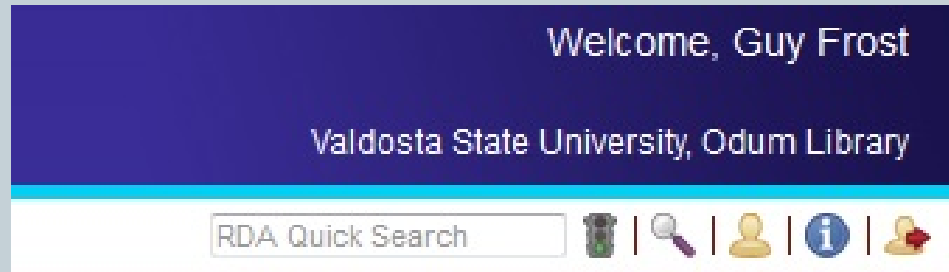 Welcome, Guy Frost
Valdosta State University, Odum Library
RDA Quick Search